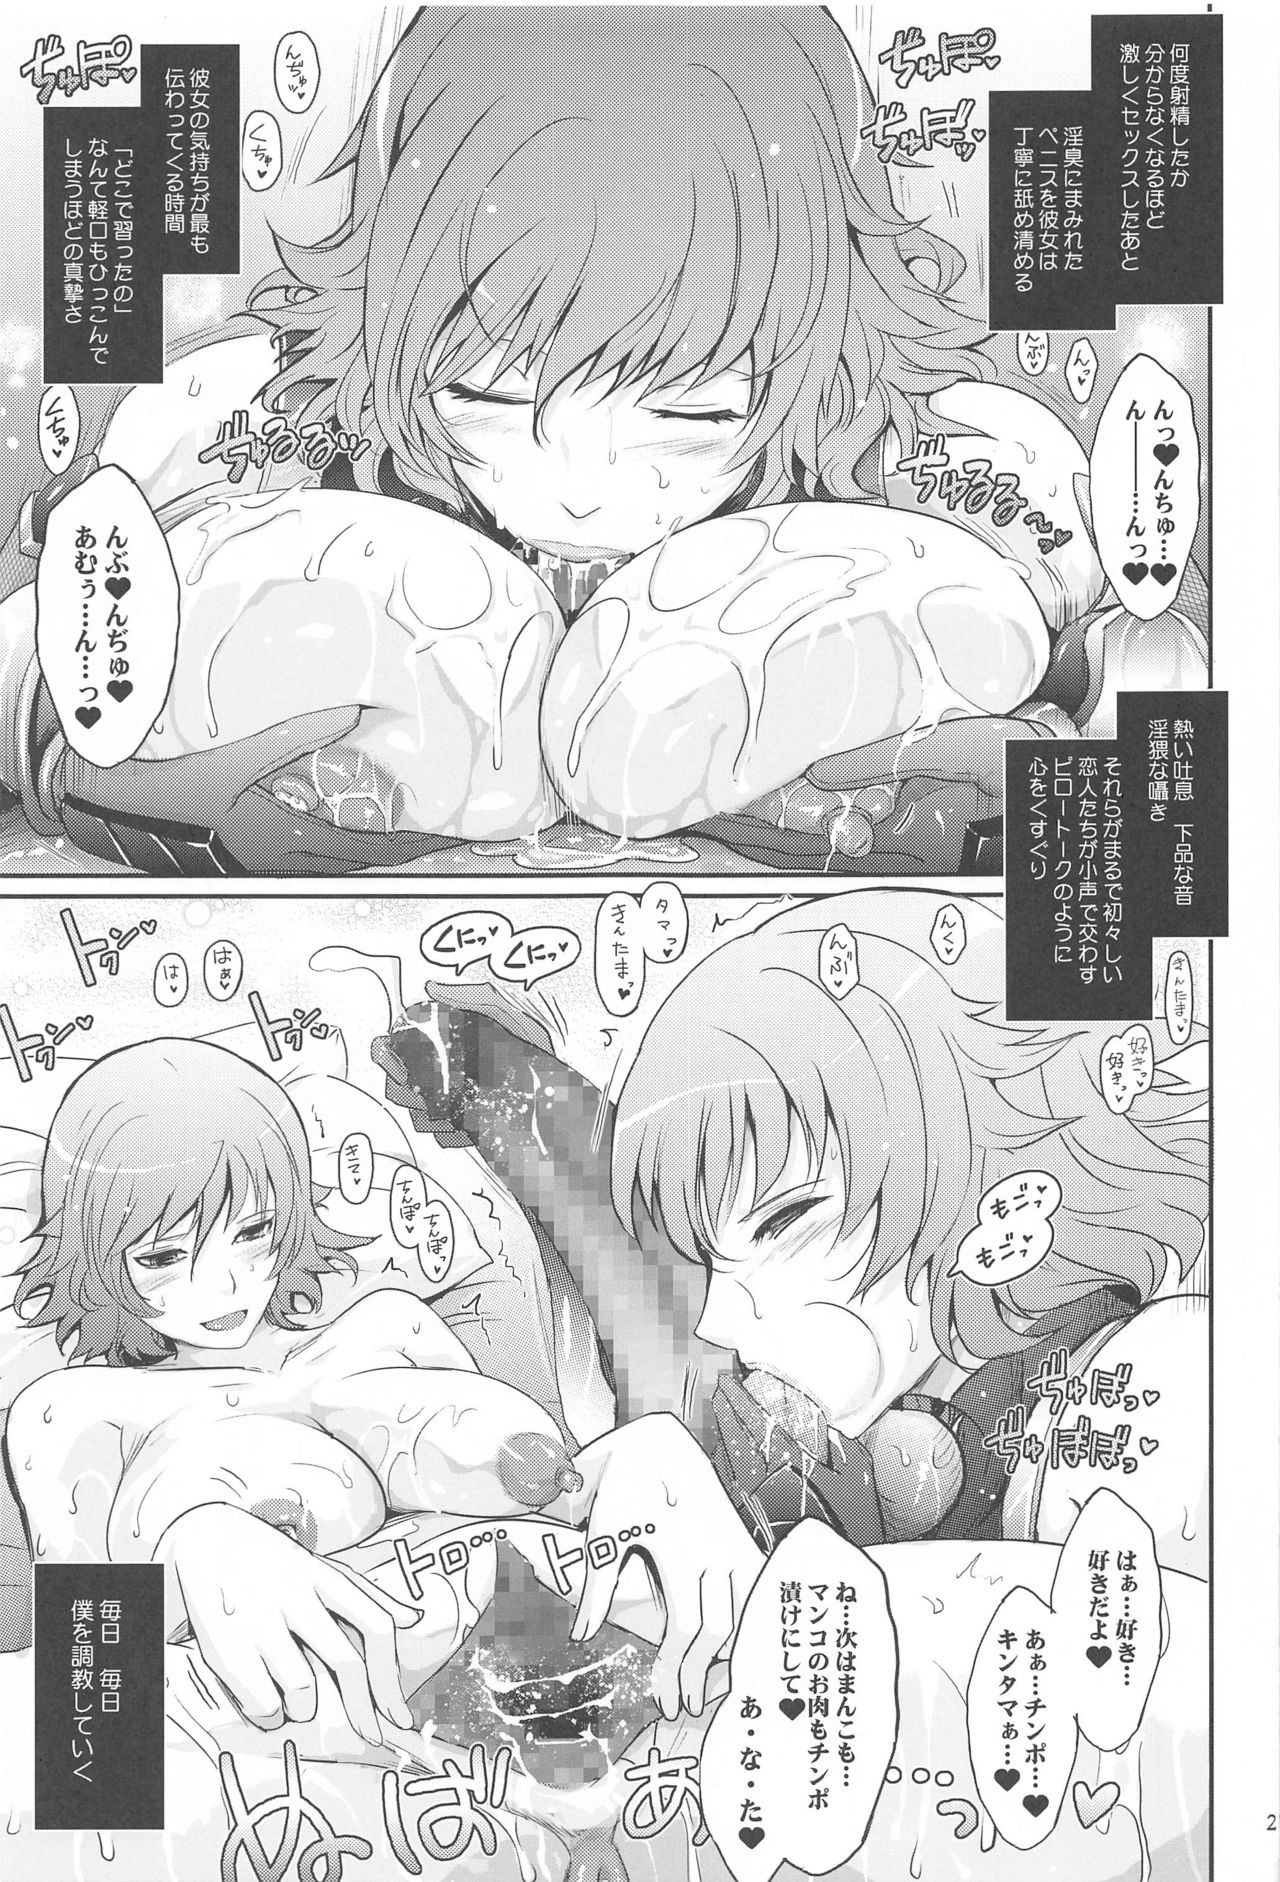 何度射精したか
分からなくなるほど
激しくセックスしたあと
淫臭にまみれた
ペニスを彼女は
丁寧に舐め清める
んっ♥んちゅ…♥
ん――…んっ♥
んっ♥
んぶ♥
ぢゅぼッ♥
ぢゅるるる～♥
んぢゅッ♥
くちゅ♥
ぢゅぽ♥
ぢゅぽ♥
彼女の気持ちが最も
伝わってくる時間
「どこで習ったの」
なんて軽口もひっこんで
しまうほどの真摯さ
ぢゅるるるッ
くちゅ♥
んぶ♥んぢゅ♥
あむぅ…ん…っ♥
熱い吐息　下品な音
淫猥な囁き
それらがまるで初々しい
恋人たちが小声で交わす
ピロートークのように
心をくすぐり
きんたまっ♥
好きっ♥
好きっ♥
んく♥
んぶ♥
タマっ♥
きんたまっ♥
くにっ♥
くにっ♥
もごっ♥
もごっ♥
ぢゅぼっ♥
ぢゅぼぼっ♥
はぁ♥
は♥
トクン♥
トクン♥
トクン♥
キて♥
ちんぽ♥
ちんぽっ♥
はぁ…好き…
好きだよ♥
あぁ…チンポ…♥
キンタマぁ…♥
ね…次はまんこも…
マンコのお肉もチンポ
漬けにして♥
あ・な・た♥
トロ…
トロ…
ぬばあ…っ♥
毎日　毎日
僕を調教していく
2